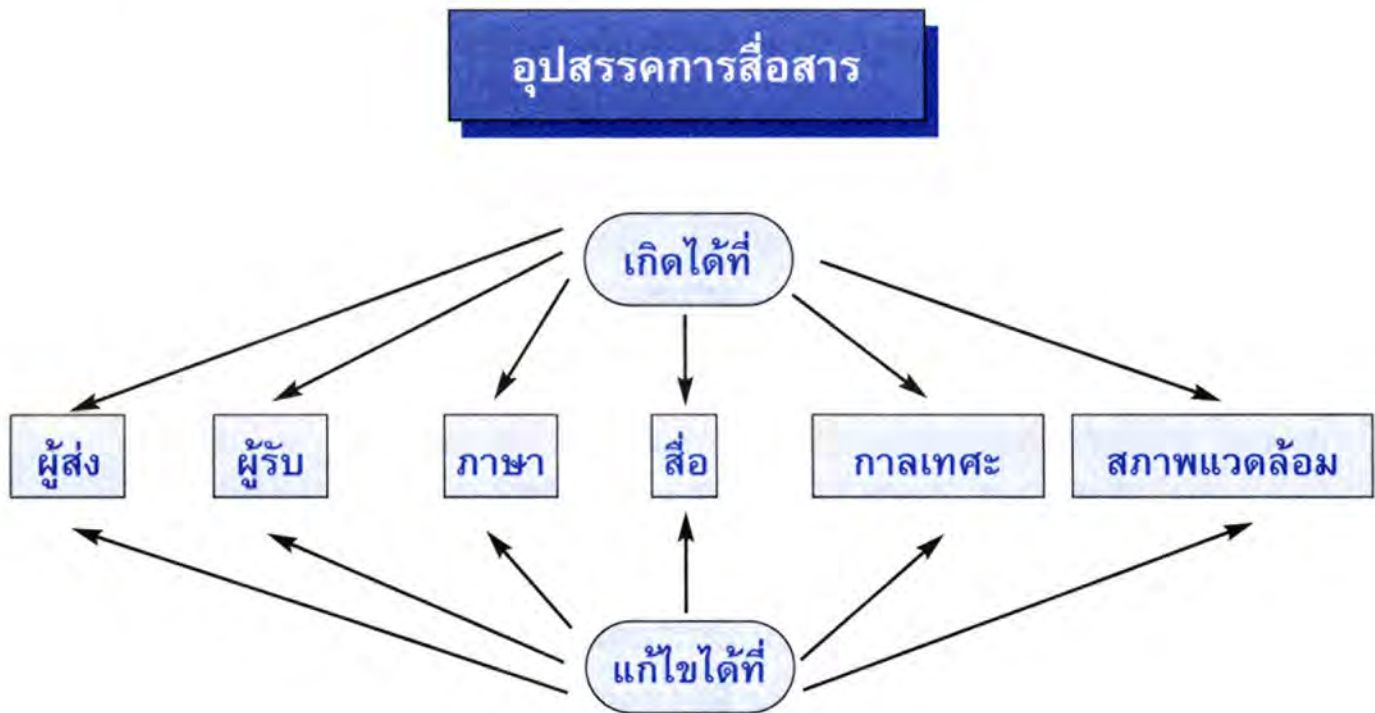 อุปสรรคการสื่อสาร
เกิดได้ที่
ผู้ส่ง
ผู้รับ
ภาษา
สื่อ
กาลเทศะ
สภาพแวดล้อม
แก้ไขได้ที่